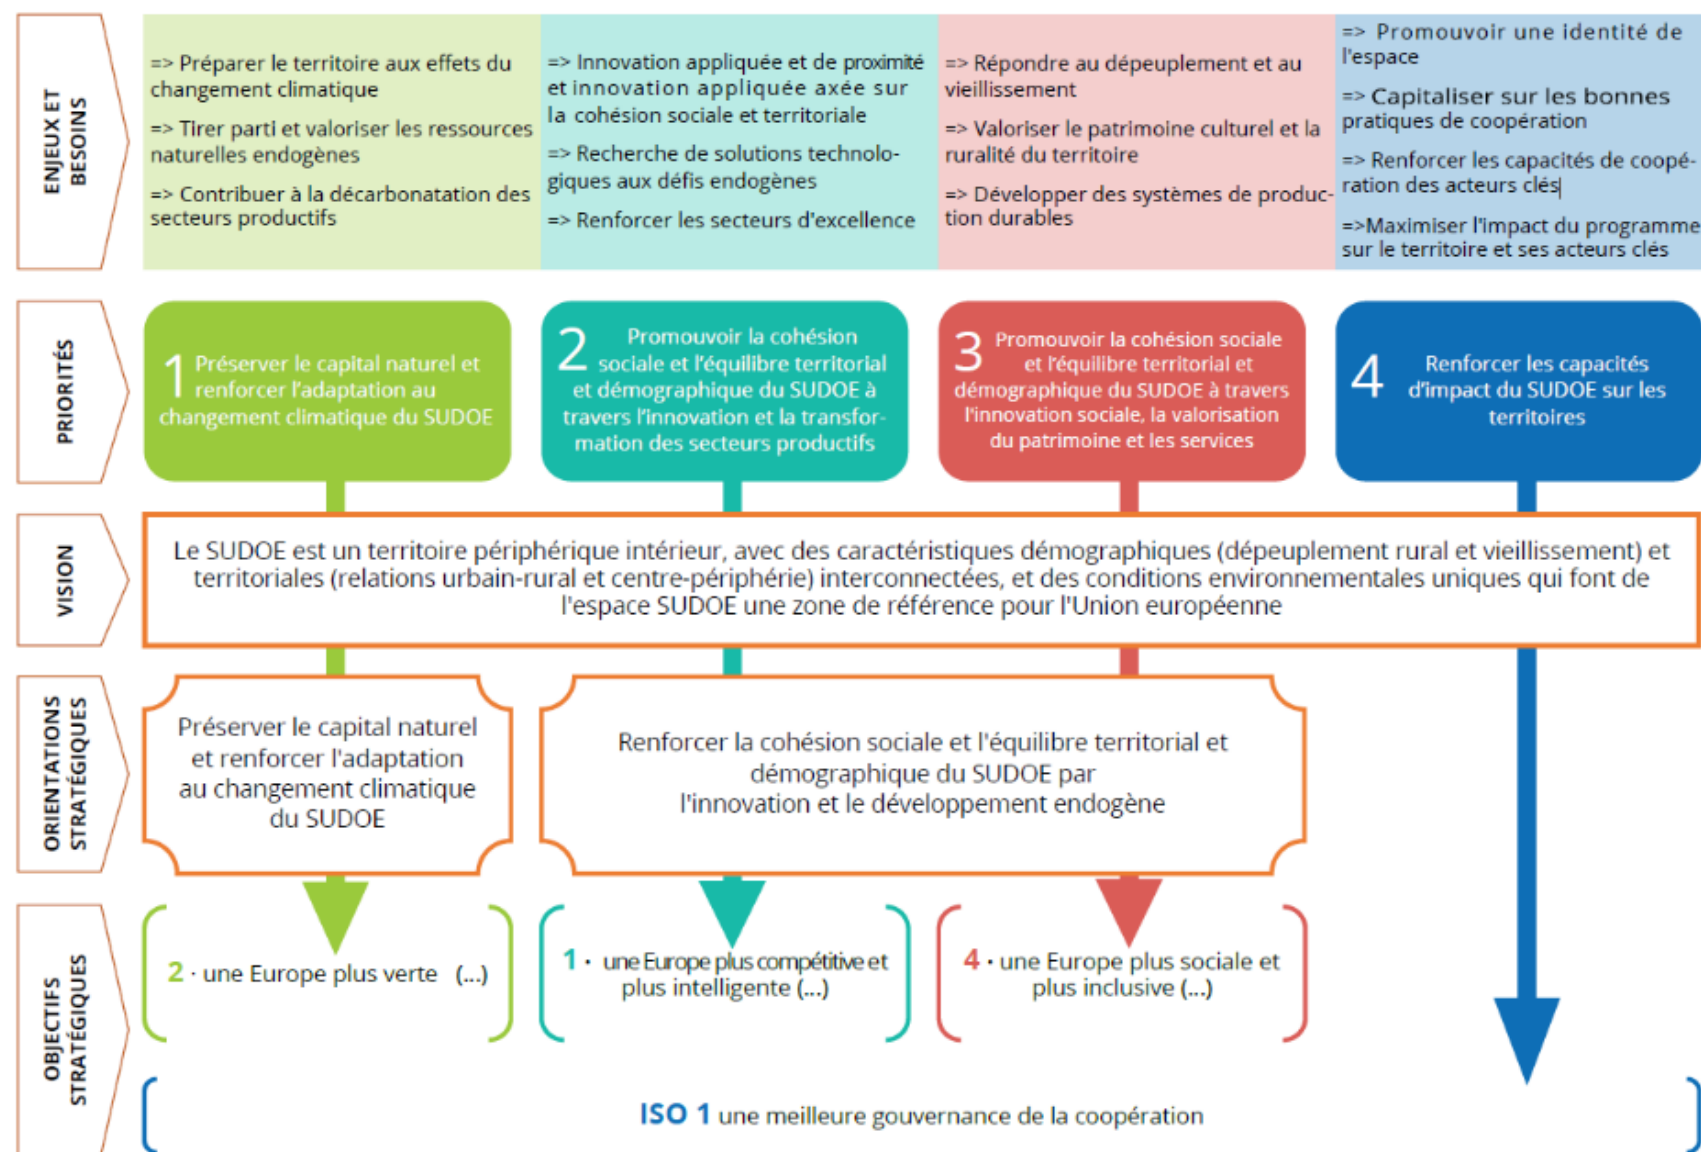 ENJEUX ET
BESOINS
=> Préparer le territoire aux effets du
changement climatique
=> Tirer parti et valoriser les ressources
naturelles endogènes
=> Contribuer à la décarbonatation des
secteurs productifs
=> Innovation appliquée et de proximité
et innovation appliquée axée sur
la cohésion sociale et territoriale
=> Recherche de solutions technolo-
giques aux défis endogènes
=> Renforcer les secteurs d'excellence
=> Répondre au dépeuplement et au
vieillissement
=> Valoriser le patrimoine culturel et la
ruralité du territoire
=> Développer des systèmes de produc-
tion durables
=> Promouvoir une identité de
l'espace
=> Capitaliser sur les bonnes
pratiques de coopération
=> Renforcer les capacités de coopé-
ration des acteurs clés
=>Maximiser l'impact du programme
sur le territoire et ses acteurs clés
PRIORITÉS
1 Préserver le capital naturel et
renforcer l'adaptation au
changement climatique du SUDOE
2 Promouvoir la cohésion
sociale et l'équilibre territorial
et démographique du SUDOE à
travers l'innovation et la transfor-
mation des secteurs productifs
3 Promouvoir la cohésion sociale
et l'équilibre territorial et
démographique du SUDOE à travers
l'innovation sociale, la valorisation
du patrimoine et les services
4 Renforcer les capacités
d'impact du SUDOE sur les
territoires
VISION
Le SUDOE est un territoire périphérique intérieur, avec des caractéristiques démographiques (dépeuplement rural et vieillissement) et
territoriales (relations urbain-rural et centre-périphérie) interconnectées, et des conditions environnementales uniques qui font de
l'espace SUDOE une zone de référence pour l'Union européenne
ORIENTATIONS
STRATÉGIQUES
Préserver le capital naturel
et renforcer l'adaptation
au changement climatique
du SUDOE
Renforcer la cohésion sociale et l'équilibre territorial et
démographique du SUDOE par
l'innovation et le développement endogène
OBJECTIFS
STRATÉGIQUES
2 · une Europe plus verte (...)
1 · une Europe plus compétitive et
plus intelligente (...)
4 · une Europe plus sociale et
plus inclusive (...)
ISO 1 une meilleure gouvernance de la coopération